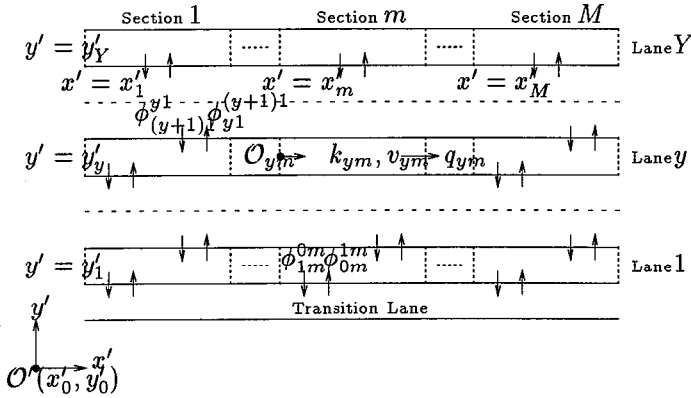 Section 1 Section m Section M
y' = y'_Y ..... ..... Lane Y
x' = x'_1 x' = x'_m x' = x'_M
ϕ^{y1}_{(y+1)1} ϕ^{(y+1)1}_{y1}
y' = y'_y O_{ym} k_{ym}, v_{ym} q_{ym} Lane y
y' = y'_1 ..... ϕ^{0m}_{1m} ϕ^{1m}_{0m} ..... Lane 1
Transition Lane
y'
x'
O'(x'_0, y'_0)